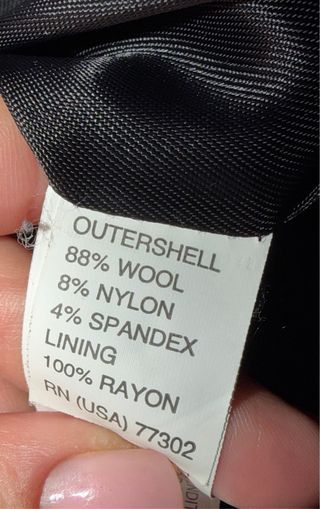 OUTERSHELL
88% WOOL
8% NYLON
4% SPANDEX
LINING
100% RAYON
RN (USA) 77302